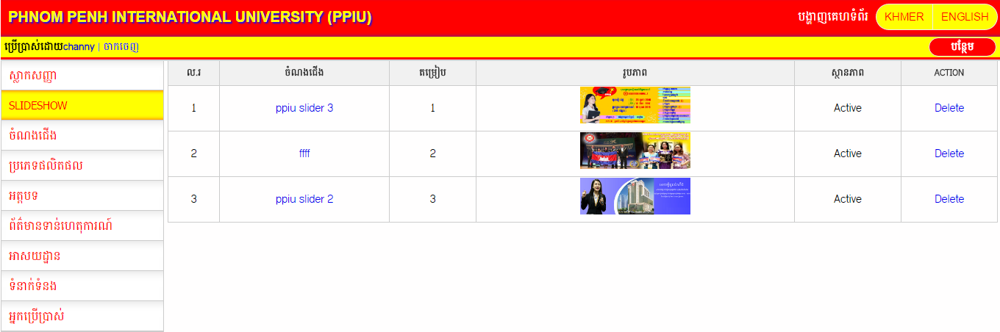 PHNOM PENH INTERNATIONAL UNIVERSITY (PPIU)
បង្ហាញគេហទំព័រ KHMER ENGLISH
ប្រើប្រាស់ដោយchanny | ចាកចេញ
បន្ថែម
ស្លាកសញ្ញា
SLIDESHOW
ចំណងជើង
ប្រភេទផលិតផល
អត្ថបទ
ព័ត៌មានទាន់ហេតុការណ៍
អាសយដ្ឋាន
ទំនាក់ទំនង
អ្នកប្រើប្រាស់
ល.រ ចំណងជើង តម្រៀប រូបភាព ស្ថានភាព ACTION
1 ppiu slider 3 1 Active Delete
2 ffff 2 Active Delete
3 ppiu slider 2 3 Active Delete